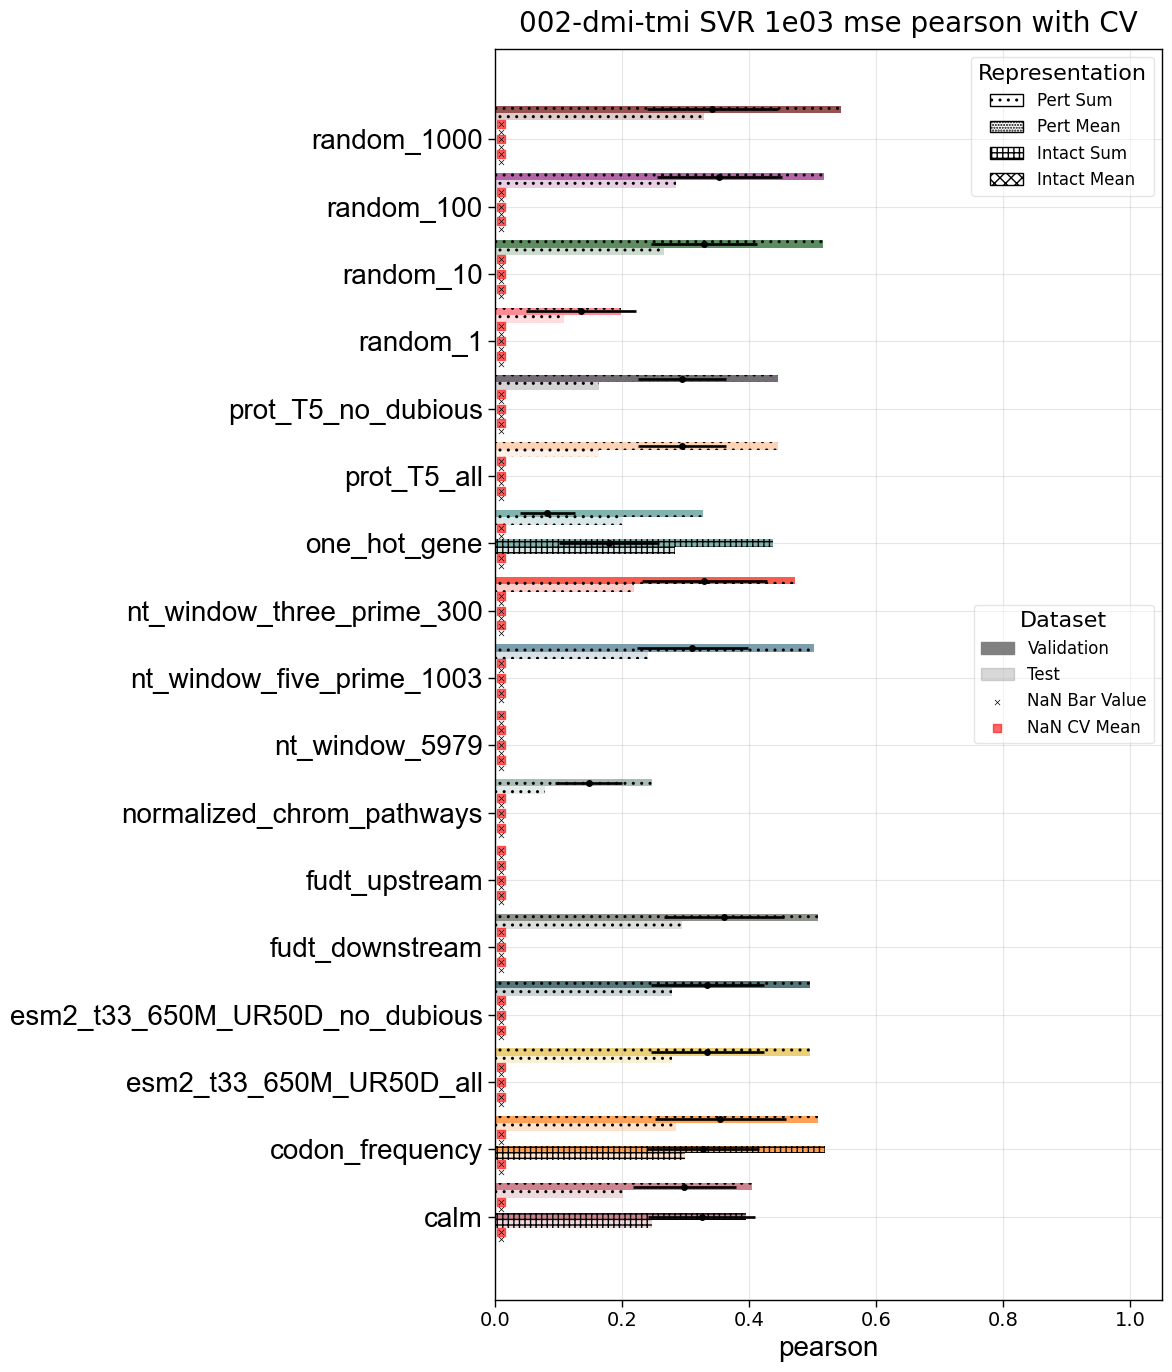 002-dmi-tmi SVR 1e03 mse pearson with CV
Representation
Pert Sum
Pert Mean
Intact Sum
Intact Mean
random_1000
random_100
random_10
random_1
prot_T5_no_dubious
prot_T5_all
one_hot_gene
nt_window_three_prime_300
Dataset
Validation
Test
NaN Bar Value
NaN CV Mean
nt_window_five_prime_1003
nt_window_5979
normalized_chrom_pathways
fudt_upstream
fudt_downstream
esm2_t33_650M_UR50D_no_dubious
esm2_t33_650M_UR50D_all
codon_frequency
calm
0.0 0.2 0.4 0.6 0.8 1.0
pearson